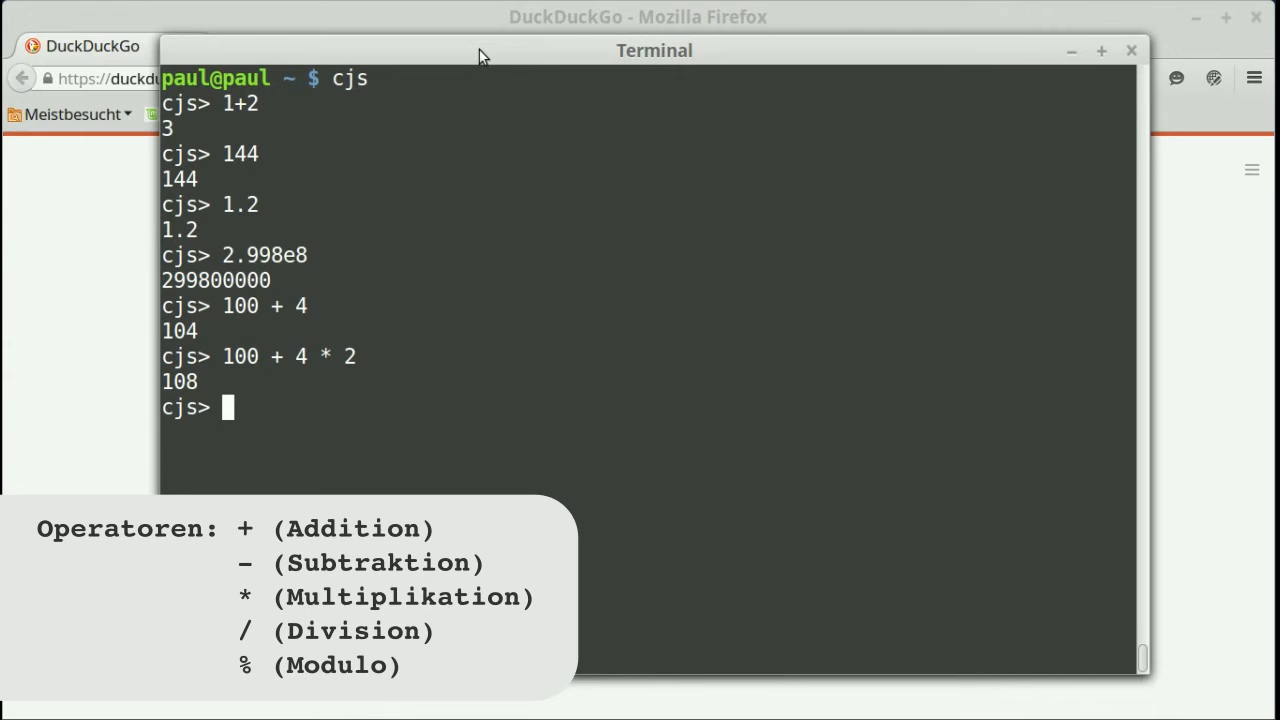 DuckDuckGo - Mozilla Firefox
DuckDuckGo
Terminal
https://duckdu
Meistbesucht
paul@paul ~ $ cjs
cjs> 1+2
3
cjs> 144
144
cjs> 1.2
1.2
cjs> 2.998e8
299800000
cjs> 100 + 4
104
cjs> 100 + 4 * 2
108
cjs>
Operatoren: + (Addition)
- (Subtraktion)
* (Multiplikation)
/ (Division)
% (Modulo)